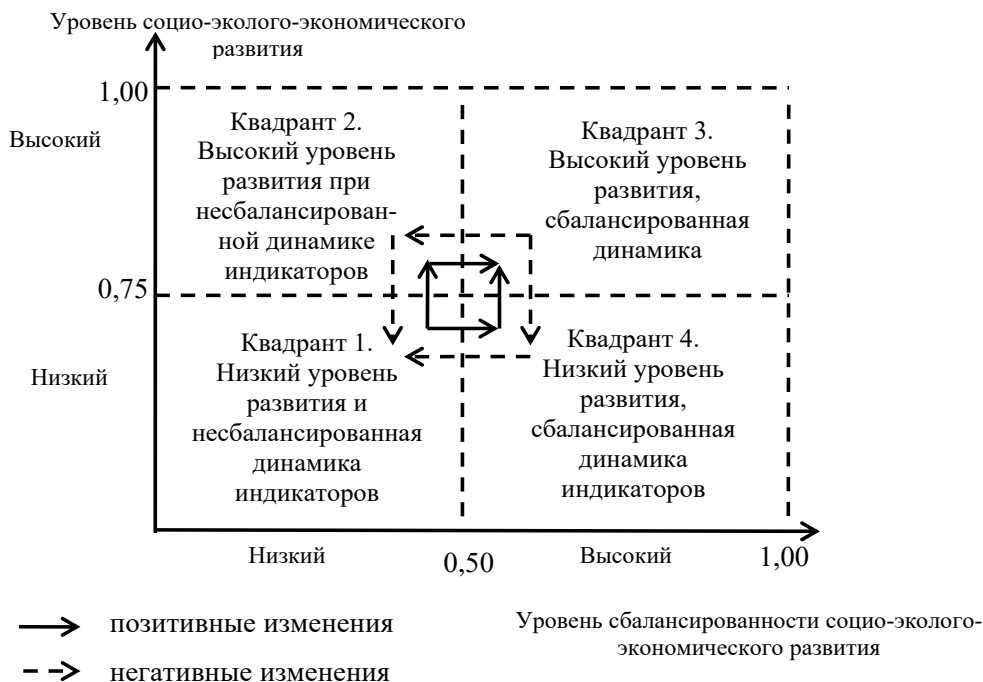 Уровень социо-эколого-экономического
развития
1,00
Высокий
Квадрант 2.
Высокий уровень
развития при
несбалансирован-
ной динамике
индикаторов
Квадрант 3.
Высокий уровень
развития,
сбалансированная
динамика
0,75
Низкий
Квадрант 1.
Низкий уровень
развития и
несбалансированная
динамика
индикаторов
Квадрант 4.
Низкий уровень
развития,
сбалансированная
динамика
индикаторов
Низкий
0,50
Высокий
1,00
позитивные изменения
негативные изменения
Уровень сбалансированности социо-эколого-
экономического развития